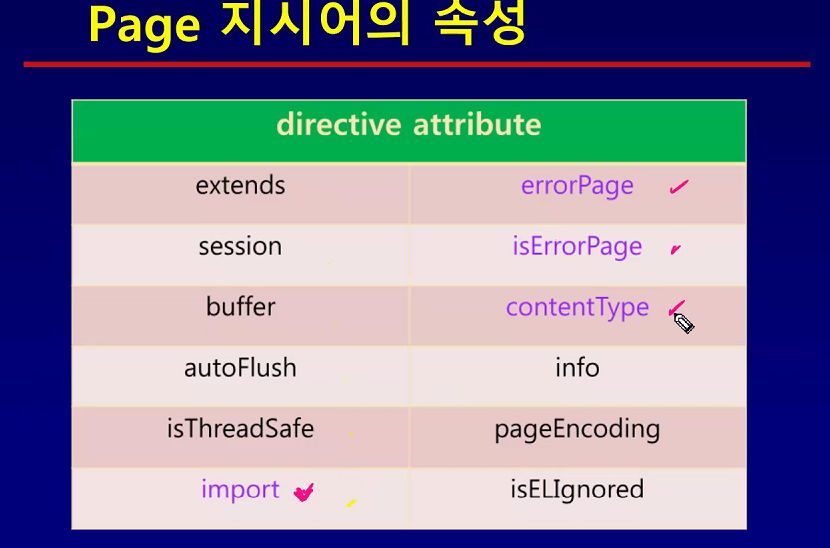 Page 지시어의 속성
directive attribute
extends errorPage
session isErrorPage
buffer contentType
autoFlush info
isThreadSafe pageEncoding
import isELIgnored